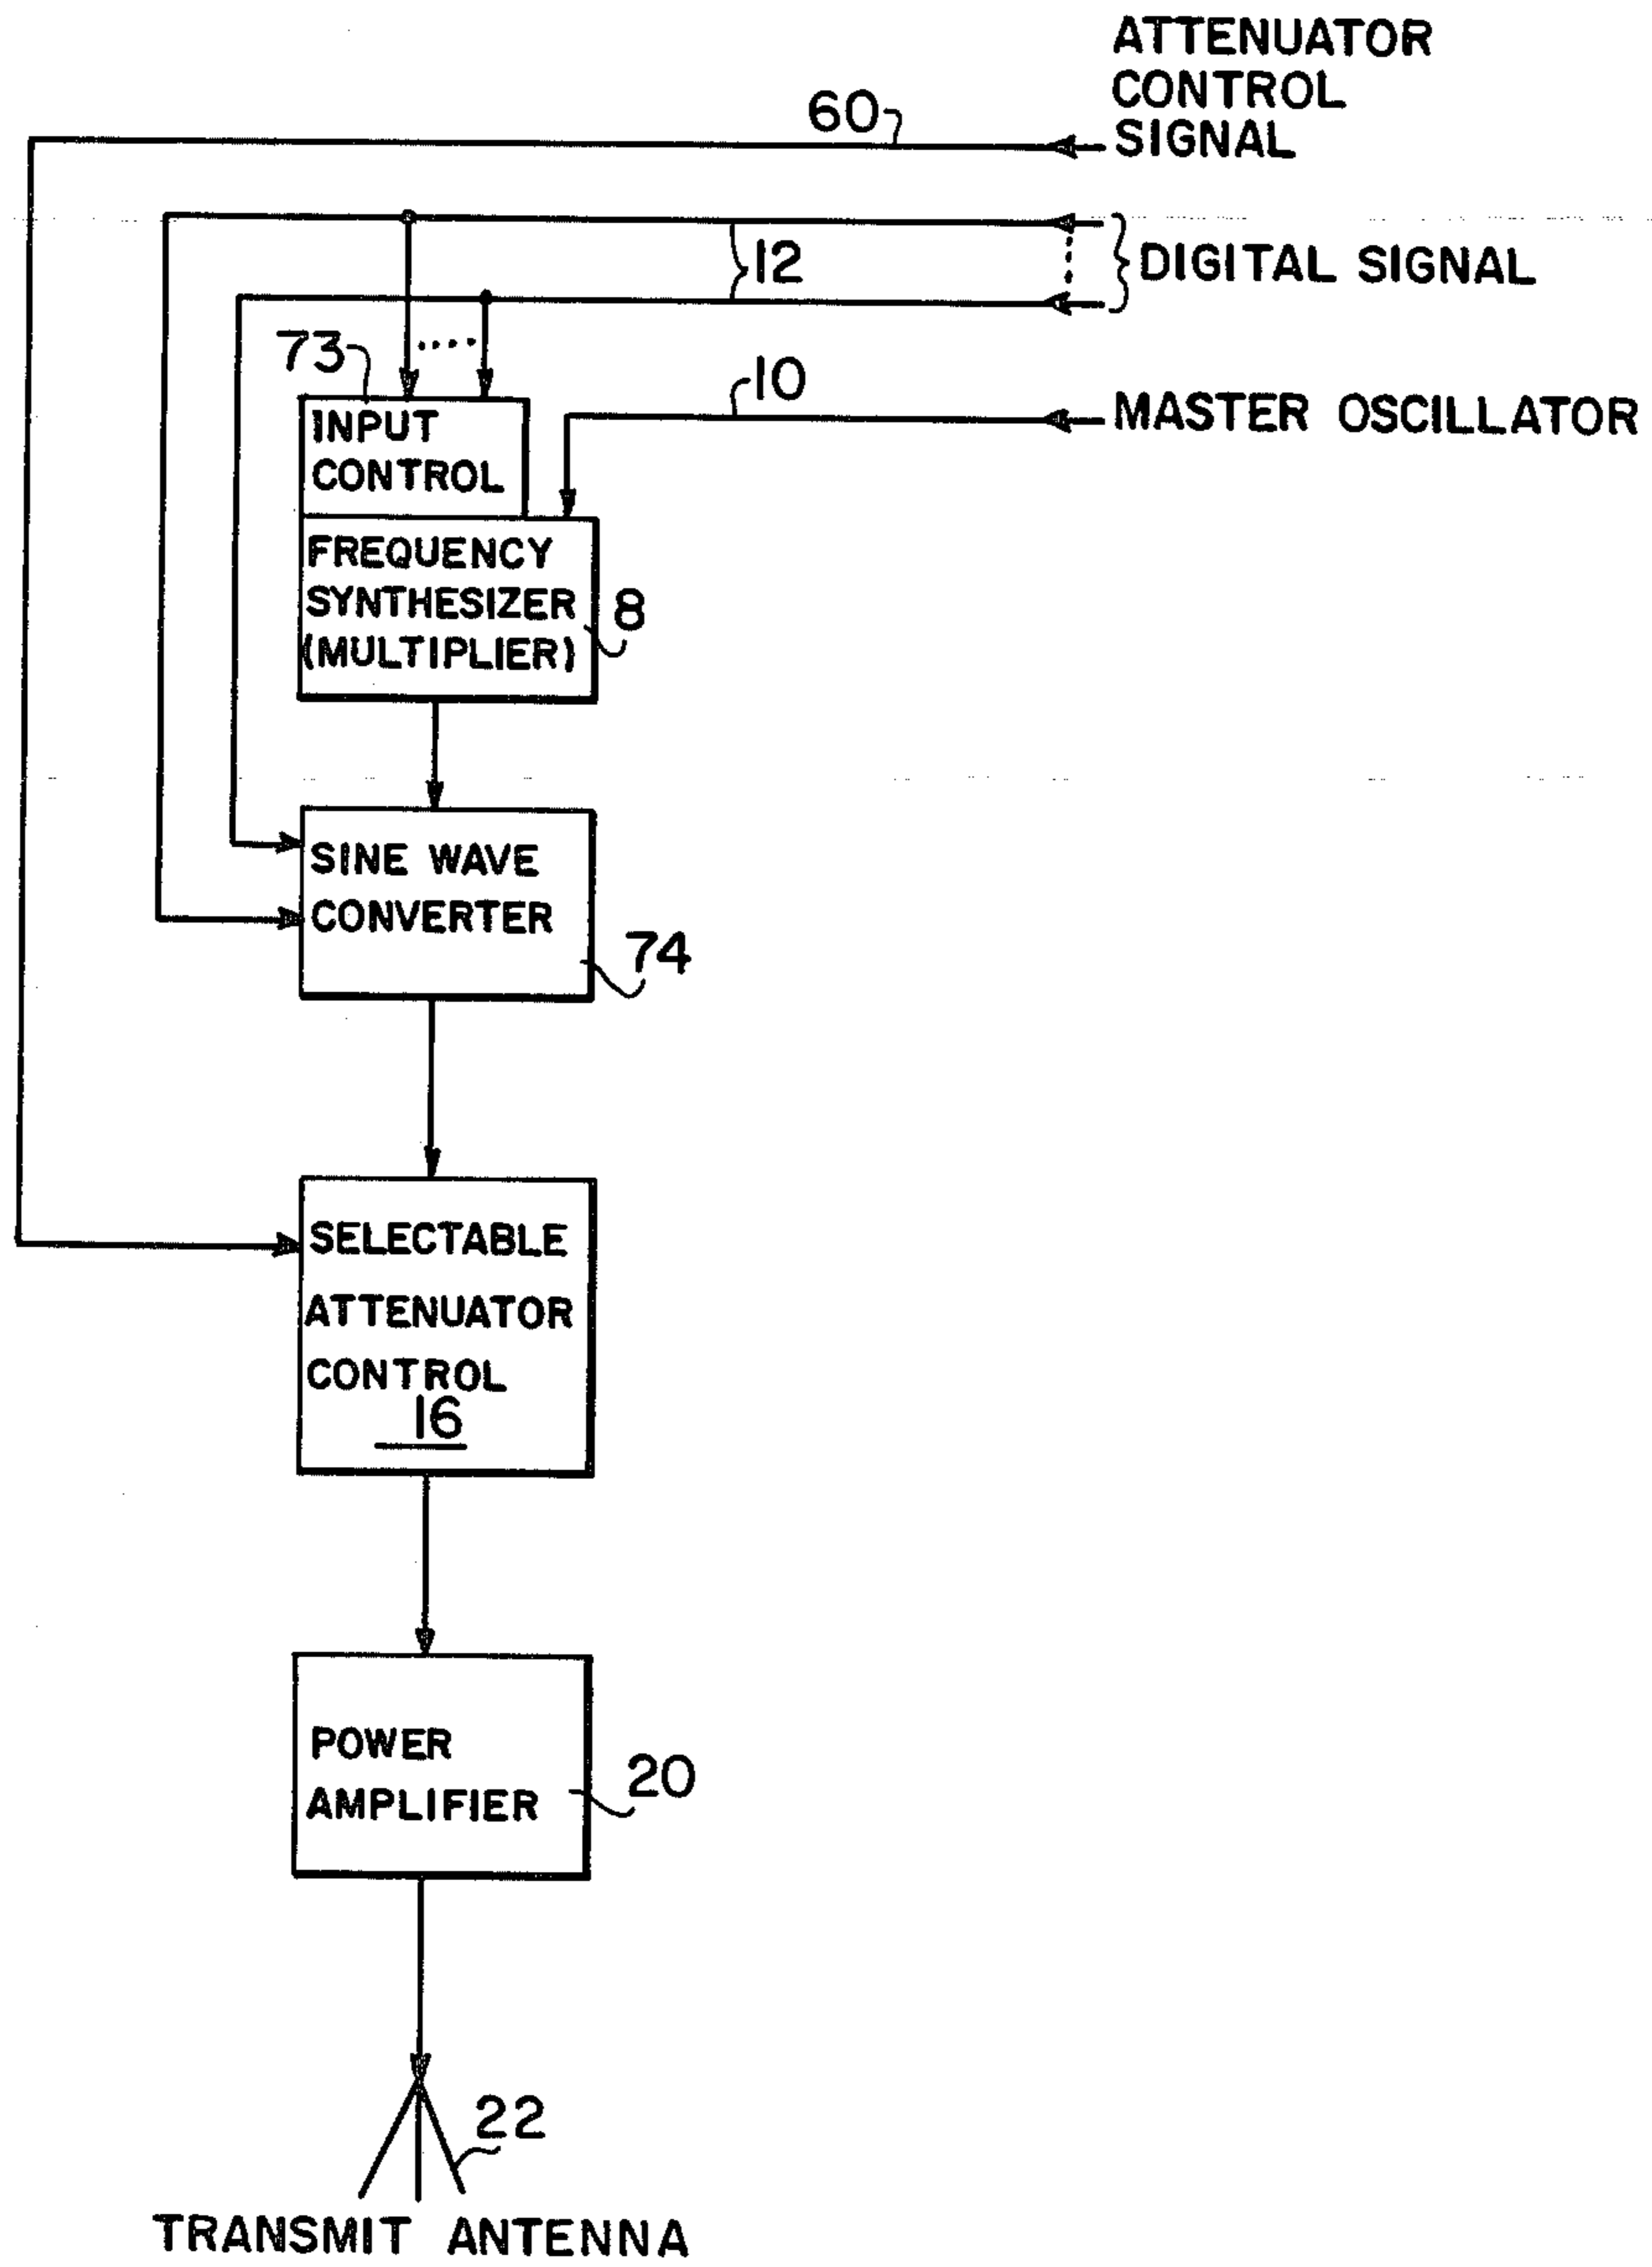 ATTENUATOR
CONTROL
SIGNAL
60
12
DIGITAL SIGNAL
73
10
MASTER OSCILLATOR
INPUT
CONTROL
FREQUENCY
SYNTHESIZER
(MULTIPLIER)
8
SINE WAVE
CONVERTER
74
SELECTABLE
ATTENUATOR
CONTROL
16
POWER
AMPLIFIER
20
22
TRANSMIT ANTENNA